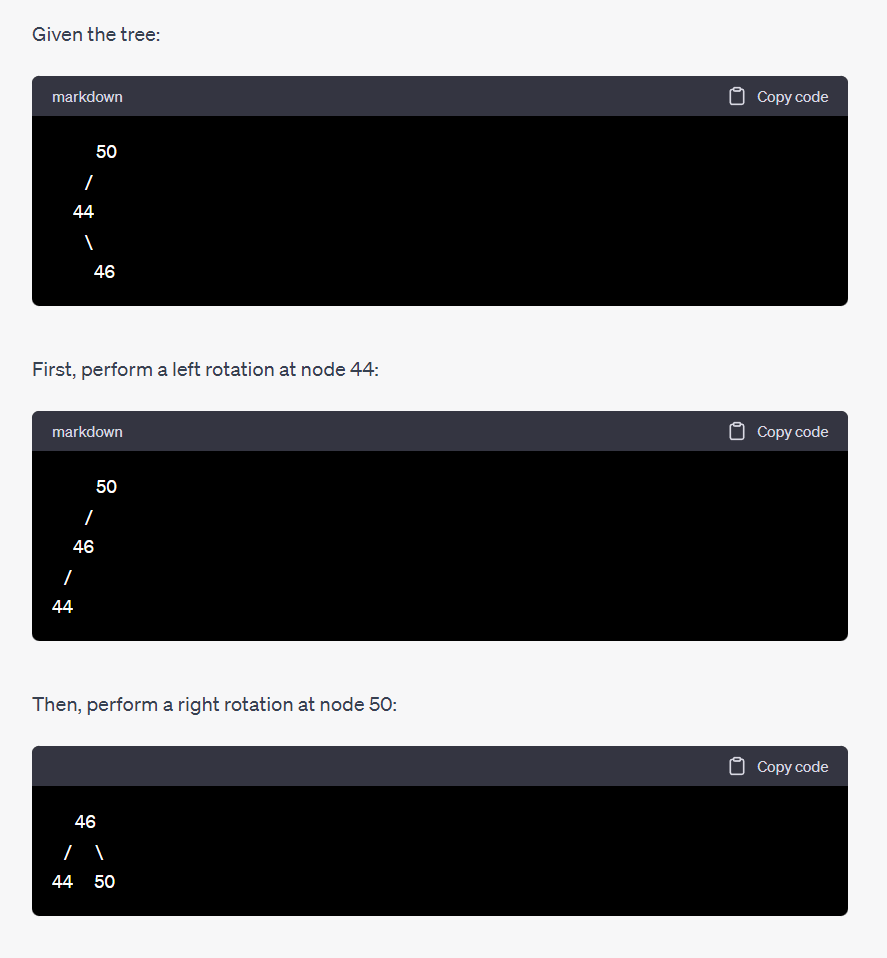 Given the tree:
markdown Copy code
50
/
44
\
46
First, perform a left rotation at node 44:
markdown Copy code
50
/
46
/
44
Then, perform a right rotation at node 50:
Copy code
46
/ \
44 50